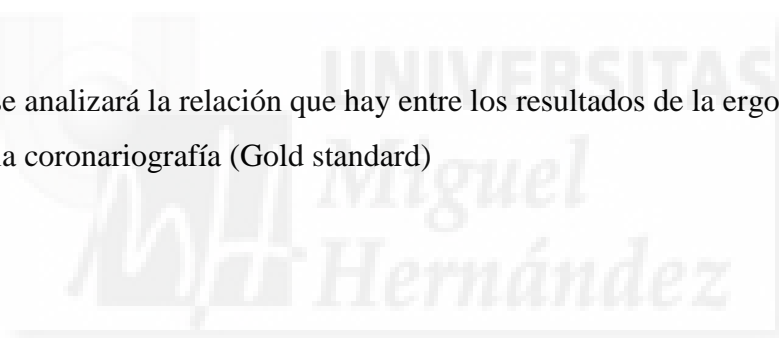 UNIVERSITAS
se analizará la relación que hay entre los resultados de la ergo
la coronariografía (Gold standard)
Miguel
Hernández